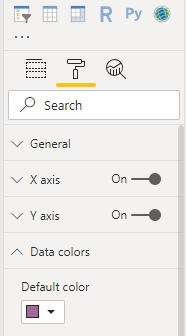 R Py
...
Search
General
X axis On
Y axis On
Data colors
Default color